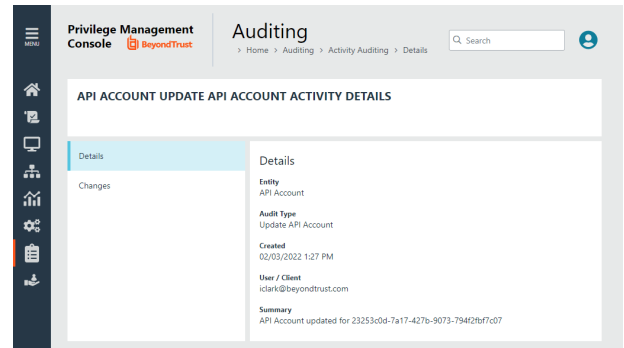 MENU
Privilege Management
Console BeyondTrust
Auditing
> Home > Auditing > Activity Auditing > Details
Search
API ACCOUNT UPDATE API ACCOUNT ACTIVITY DETAILS
Details
Changes
Details
Entity
API Account
Audit Type
Update API Account
Created
02/03/2022 1:27 PM
User / Client
iclark@beyondtrust.com
Summary
API Account updated for 23253c0d-7a17-427b-9073-794f2fbf7c07